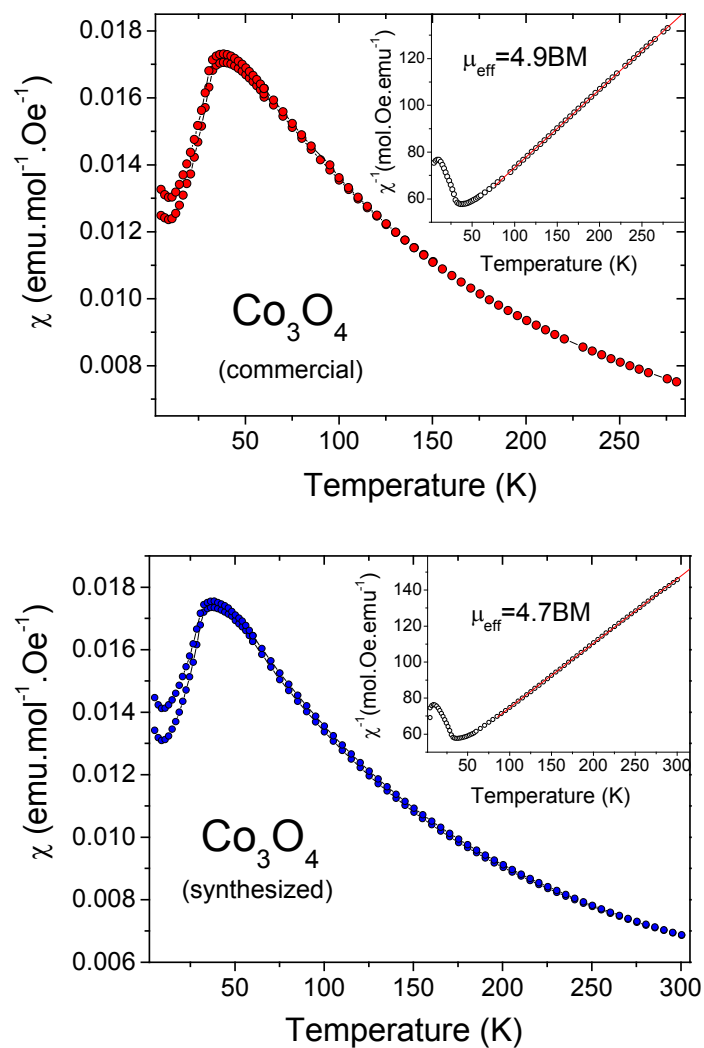 0.018
0.016
0.014
0.012
0.010
0.008
χ (emu.mol⁻¹.Oe⁻¹)
50 100 150 200 250
Temperature (K)
Co₃O₄
(commercial)
μeff=4.9BM
120
100
80
60
χ⁻¹(mol.Oe.emu⁻¹)
50 100 150 200 250
Temperature (K)
0.018
0.016
0.014
0.012
0.010
0.008
0.006
χ (emu.mol⁻¹.Oe⁻¹)
50 100 150 200 250 300
Temperature (K)
Co₃O₄
(synthesized)
μeff=4.7BM
140
120
100
80
60
χ⁻¹(mol.Oe.emu⁻¹)
50 100 150 200 250 300
Temperature (K)